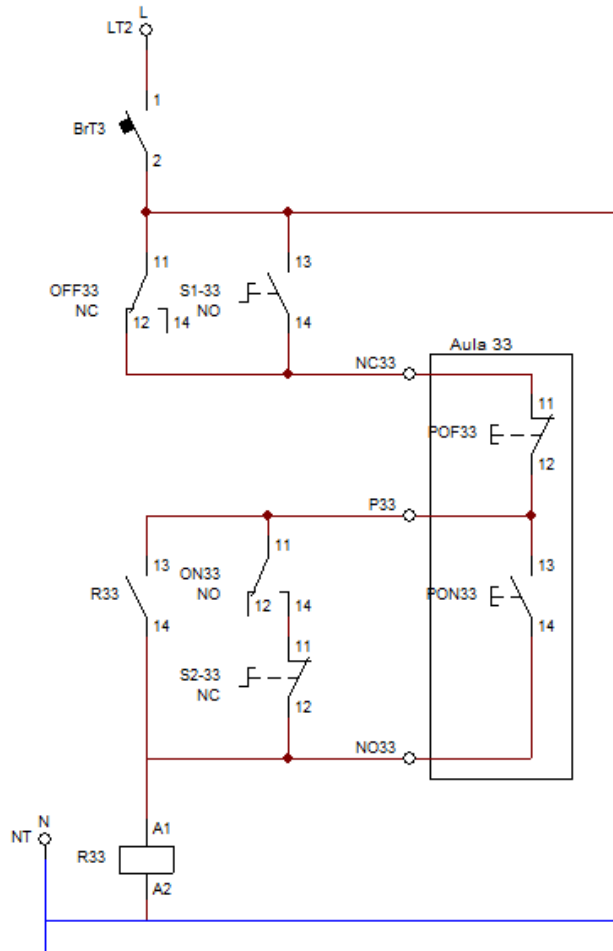 L
LT2
1
BrT3
2
11
13
OFF33
NC
S1-33
NO
12
14
14
NC33
Aula 33
11
POF33
12
P33
11
13
13
R33
ON33
NO
12
14
PON33
14
14
11
S2-33
NC
12
NO33
N
NT
A1
R33
A2